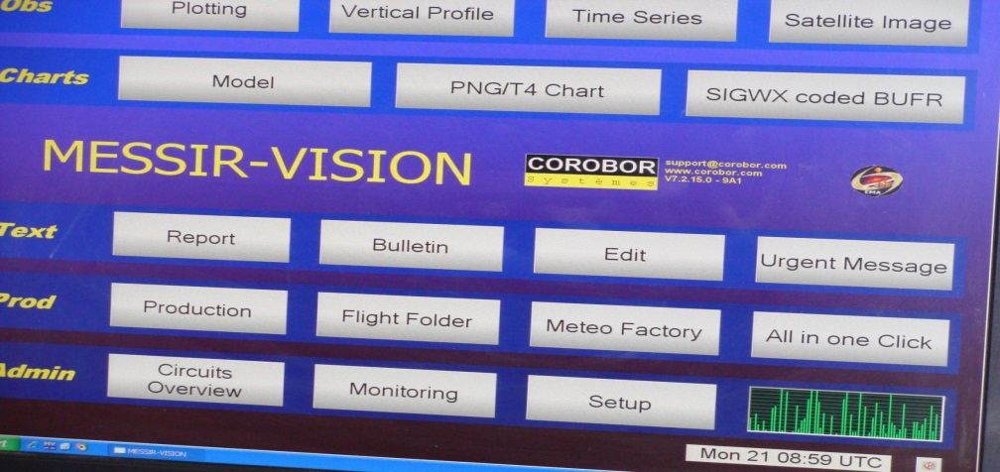 Obs Plotting Vertical Profile Time Series Satellite Image
Charts Model PNG/T4 Chart SIGWX coded BUFR
MESSIR-VISION
COROBOR
Systèmes
support@corobor.com
www.corobor.com
V7.2.15.0 - 9A1
EMA
Text Report Bulletin Edit Urgent Message
Prod Production Flight Folder Meteo Factory All in one Click
Admin Circuits
Overview Monitoring Setup
MESSIR-VISION
Mon 21 08:59 UTC